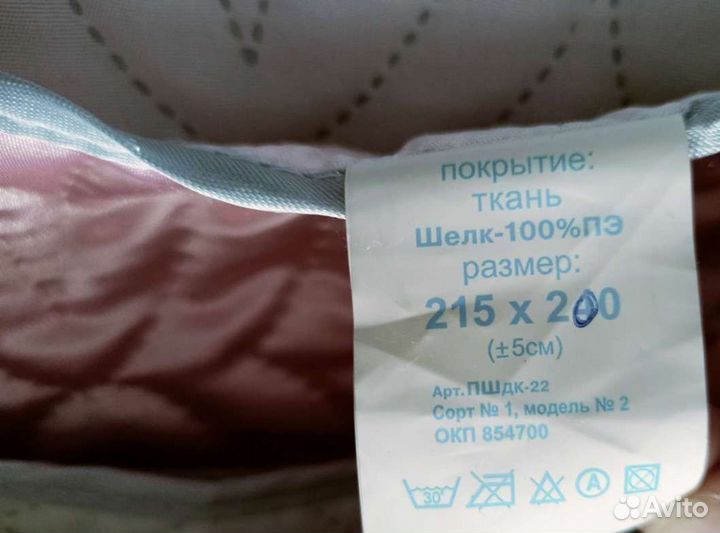 покрытие:
ткань
Шелк-100%ПЭ
размер:
215 х 200
(±5см)
Арт.ПШдк-22
Сорт № 1, модель № 2
ОКП 854700
30°
A
Avito